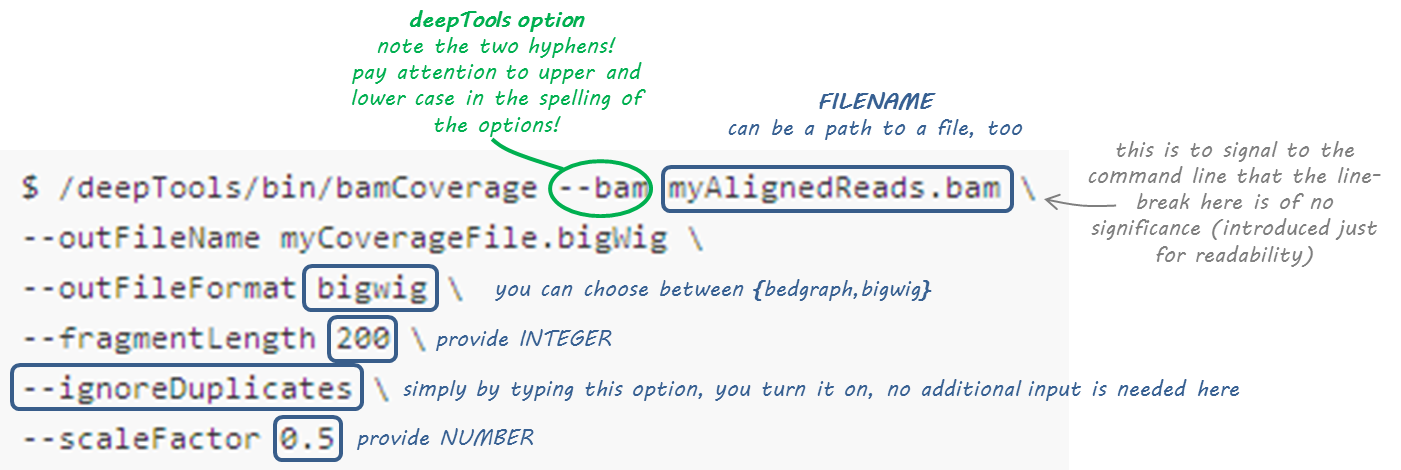 deepTools option
note the two hyphens!
pay attention to upper and
lower case in the spelling of
the options!
FILENAME
can be a path to a file, too
this is to signal to the
command line that the line-
break here is of no
significance (introduced just
for readability)
$ /deepTools/bin/bamCoverage --bam myAlignedReads.bam \
--outFileName myCoverageFile.bigWig \
--outFileFormat bigwig \ you can choose between {bedgraph,bigwig}
--fragmentLength 200 \ provide INTEGER
--ignoreDuplicates \ simply by typing this option, you turn it on, no additional input is needed here
--scaleFactor 0.5 provide NUMBER